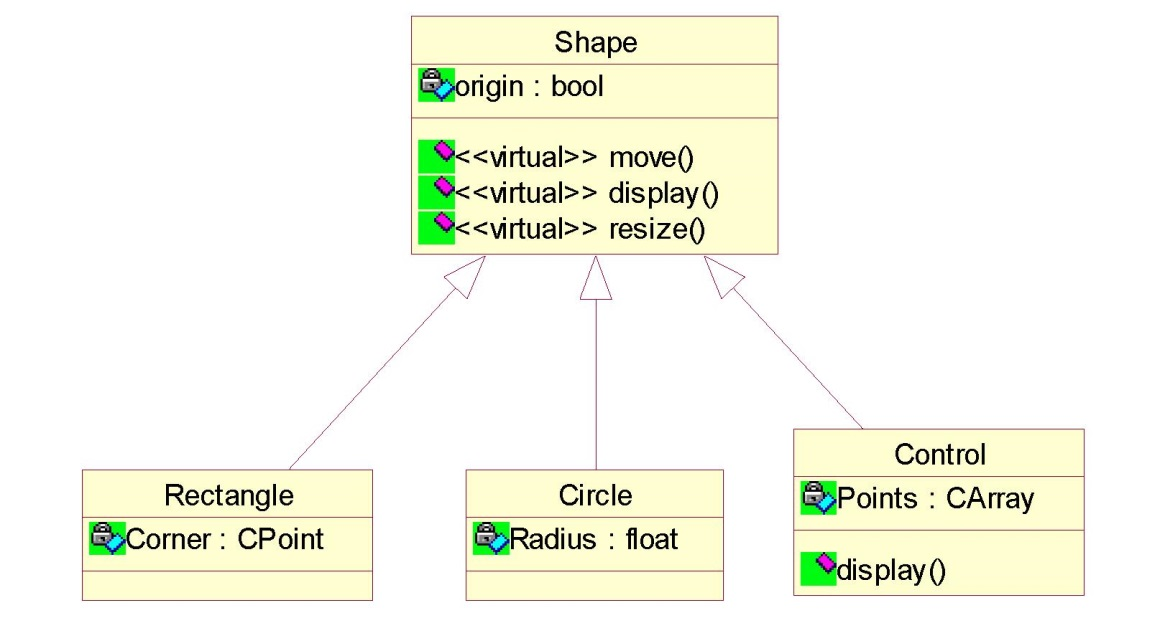 Shape
origin : bool
<<virtual>> move()
<<virtual>> display()
<<virtual>> resize()
Rectangle
Corner : CPoint
Circle
Radius : float
Control
Points : CArray
display()